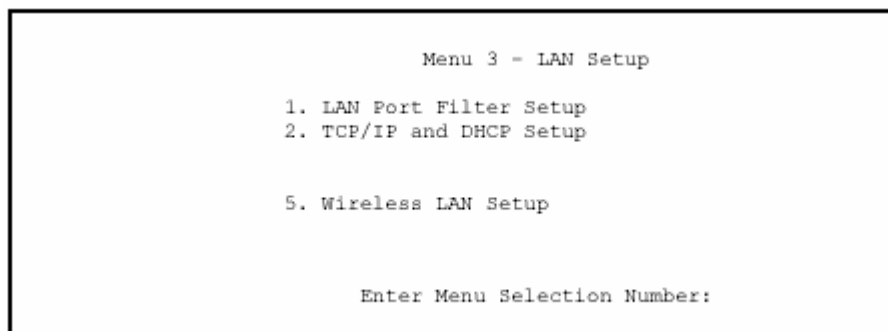 Menu 3 - LAN Setup
1. LAN Port Filter Setup
2. TCP/IP and DHCP Setup
5. Wireless LAN Setup
Enter Menu Selection Number: